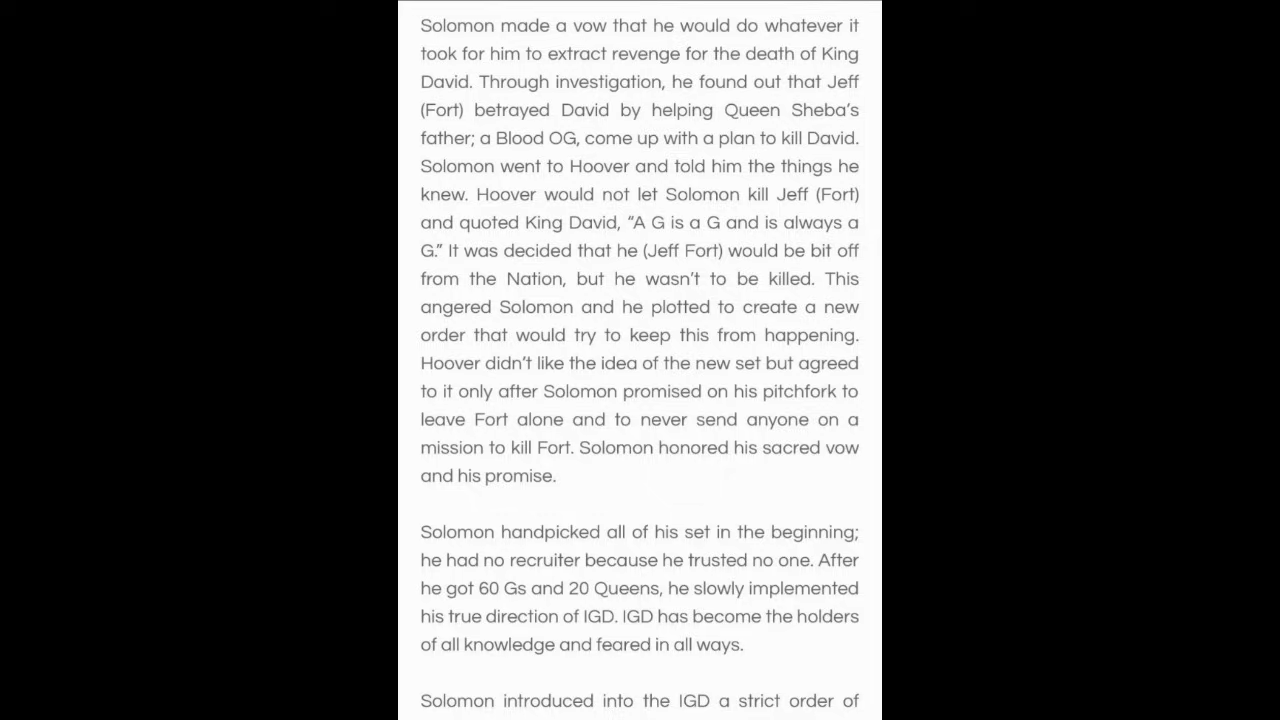 Solomon made a vow that he would do whatever it
took for him to extract revenge for the death of King
David. Through investigation, he found out that Jeff
(Fort) betrayed David by helping Queen Sheba's
father; a Blood OG, come up with a plan to kill David.
Solomon went to Hoover and told him the things he
knew. Hoover would not let Solomon kill Jeff (Fort)
and quoted King David, “A G is a G and is always a
G.” It was decided that he (Jeff Fort) would be bit off
from the Nation, but he wasn't to be killed. This
angered Solomon and he plotted to create a new
order that would try to keep this from happening.
Hoover didn't like the idea of the new set but agreed
to it only after Solomon promised on his pitchfork to
leave Fort alone and to never send anyone on a
mission to kill Fort. Solomon honored his sacred vow
and his promise.
Solomon handpicked all of his set in the beginning;
he had no recruiter because he trusted no one. After
he got 60 Gs and 20 Queens, he slowly implemented
his true direction of IGD. IGD has become the holders
of all knowledge and feared in all ways.
Solomon introduced into the IGD a strict order of